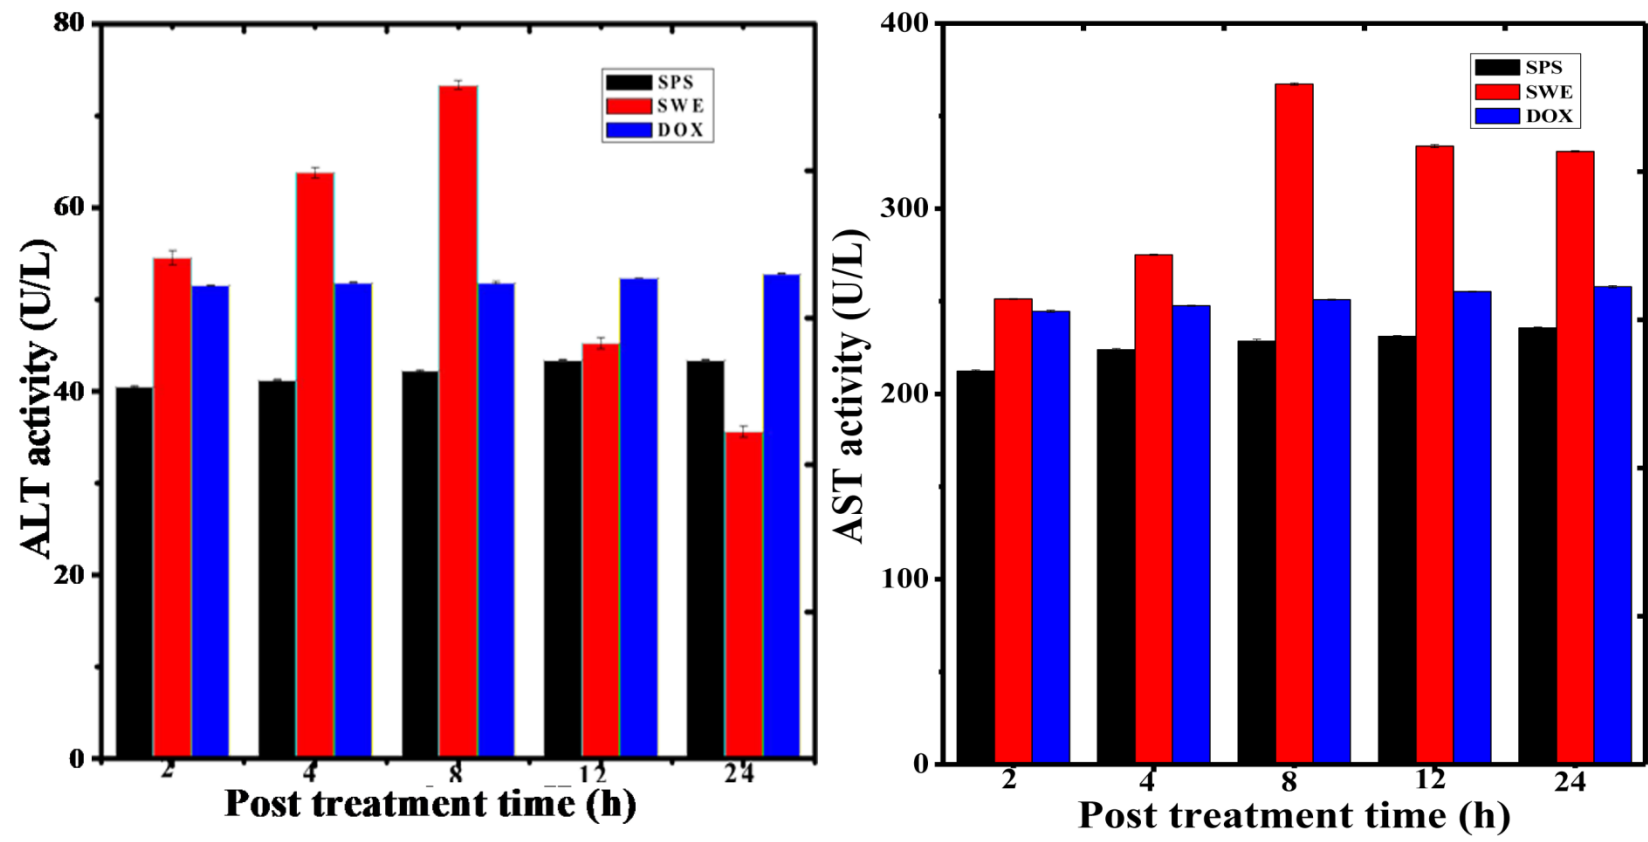 80
60
40
20
0
ALT activity (U/L)
SPS
SWE
DOX
2 4 8 12 24
Post treatment time (h)
400
300
200
100
0
AST activity (U/L)
SPS
SWE
DOX
2 4 8 12 24
Post treatment time (h)